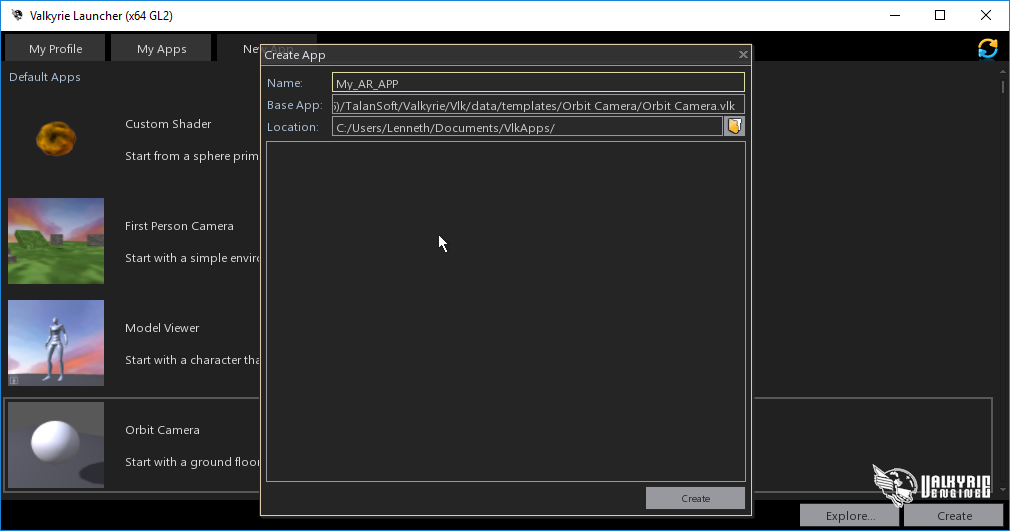 Valkyrie Launcher (x64 GL2)
My Profile
My Apps
New App
Create App
Default Apps
Name:
My_AR_APP
Base App:
)/TalanSoft/Valkyrie/Vlk/data/templates/Orbit Camera/Orbit Camera.vlk
Location:
C:/Users/Lenneth/Documents/VlkApps/
Custom Shader
Start from a sphere prim
First Person Camera
Start with a simple enviro
Model Viewer
Start with a character tha
Orbit Camera
Start with a ground floo
Create
VALKYRIE
ENGINE
Explore...
Create